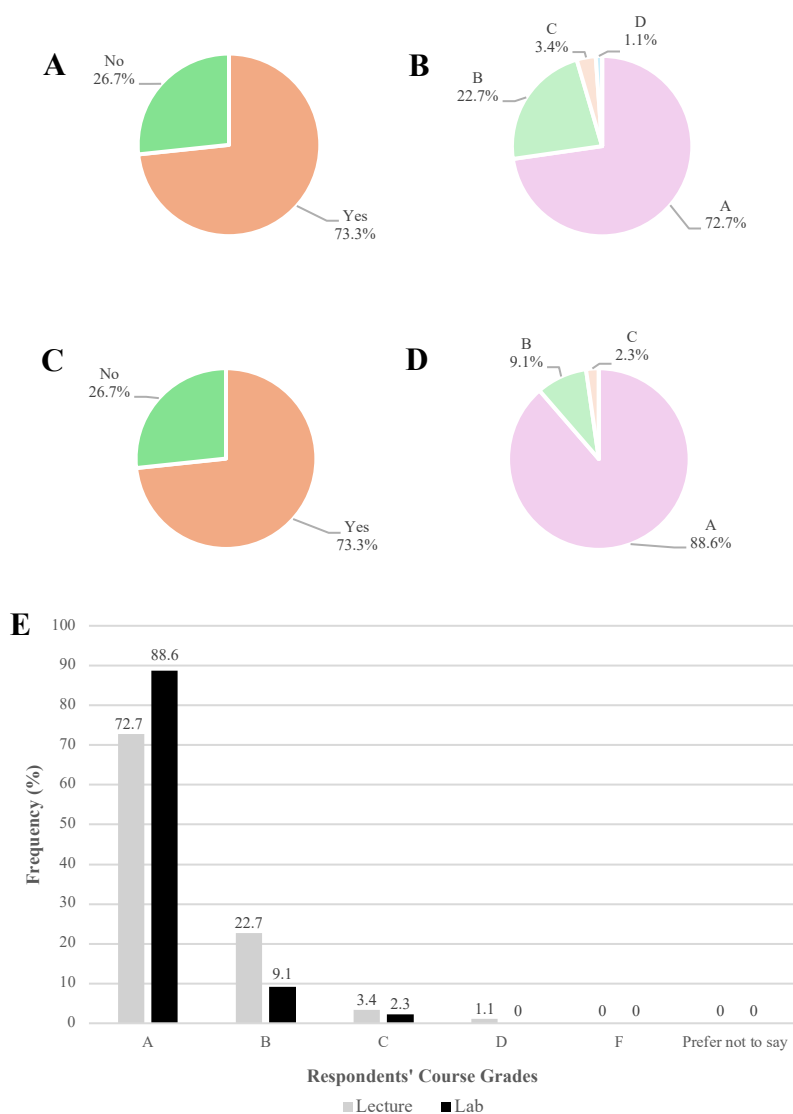 A
No
26.7%
Yes
73.3%
B
D
1.1%
C
3.4%
B
22.7%
A
72.7%
C
No
26.7%
Yes
73.3%
D
B
9.1%
C
2.3%
A
88.6%
E
100
90
80
70
60
50
40
30
20
10
0
Frequency (%)
72.7
88.6
22.7
9.1
3.4
2.3
1.1
0
0
0
0
0
A
B
C
D
F
Prefer not to say
Respondents' Course Grades
Lecture
Lab